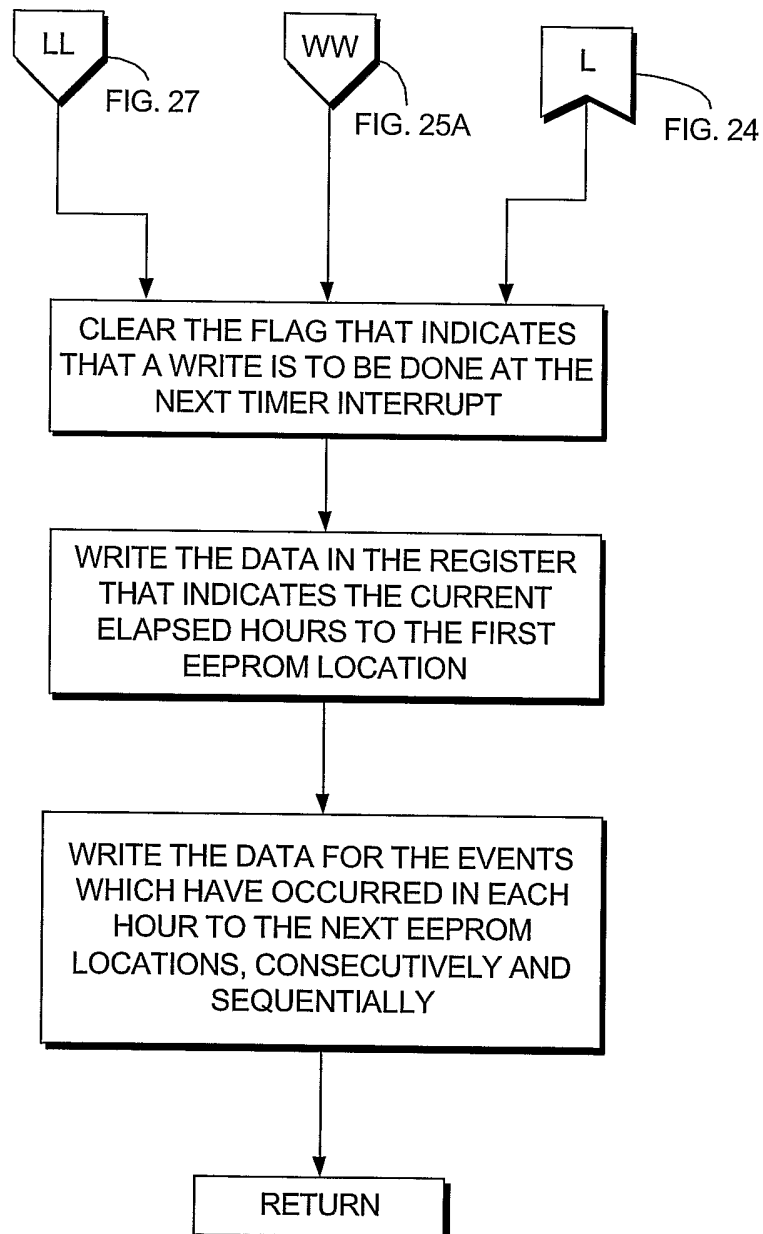 LL
WW
L
FIG. 27
FIG. 25A
FIG. 24
CLEAR THE FLAG THAT INDICATES
THAT A WRITE IS TO BE DONE AT THE
NEXT TIMER INTERRUPT
WRITE THE DATA IN THE REGISTER
THAT INDICATES THE CURRENT
ELAPSED HOURS TO THE FIRST
EEPROM LOCATION
WRITE THE DATA FOR THE EVENTS
WHICH HAVE OCCURRED IN EACH
HOUR TO THE NEXT EEPROM
LOCATIONS, CONSECUTIVELY AND
SEQUENTIALLY
RETURN